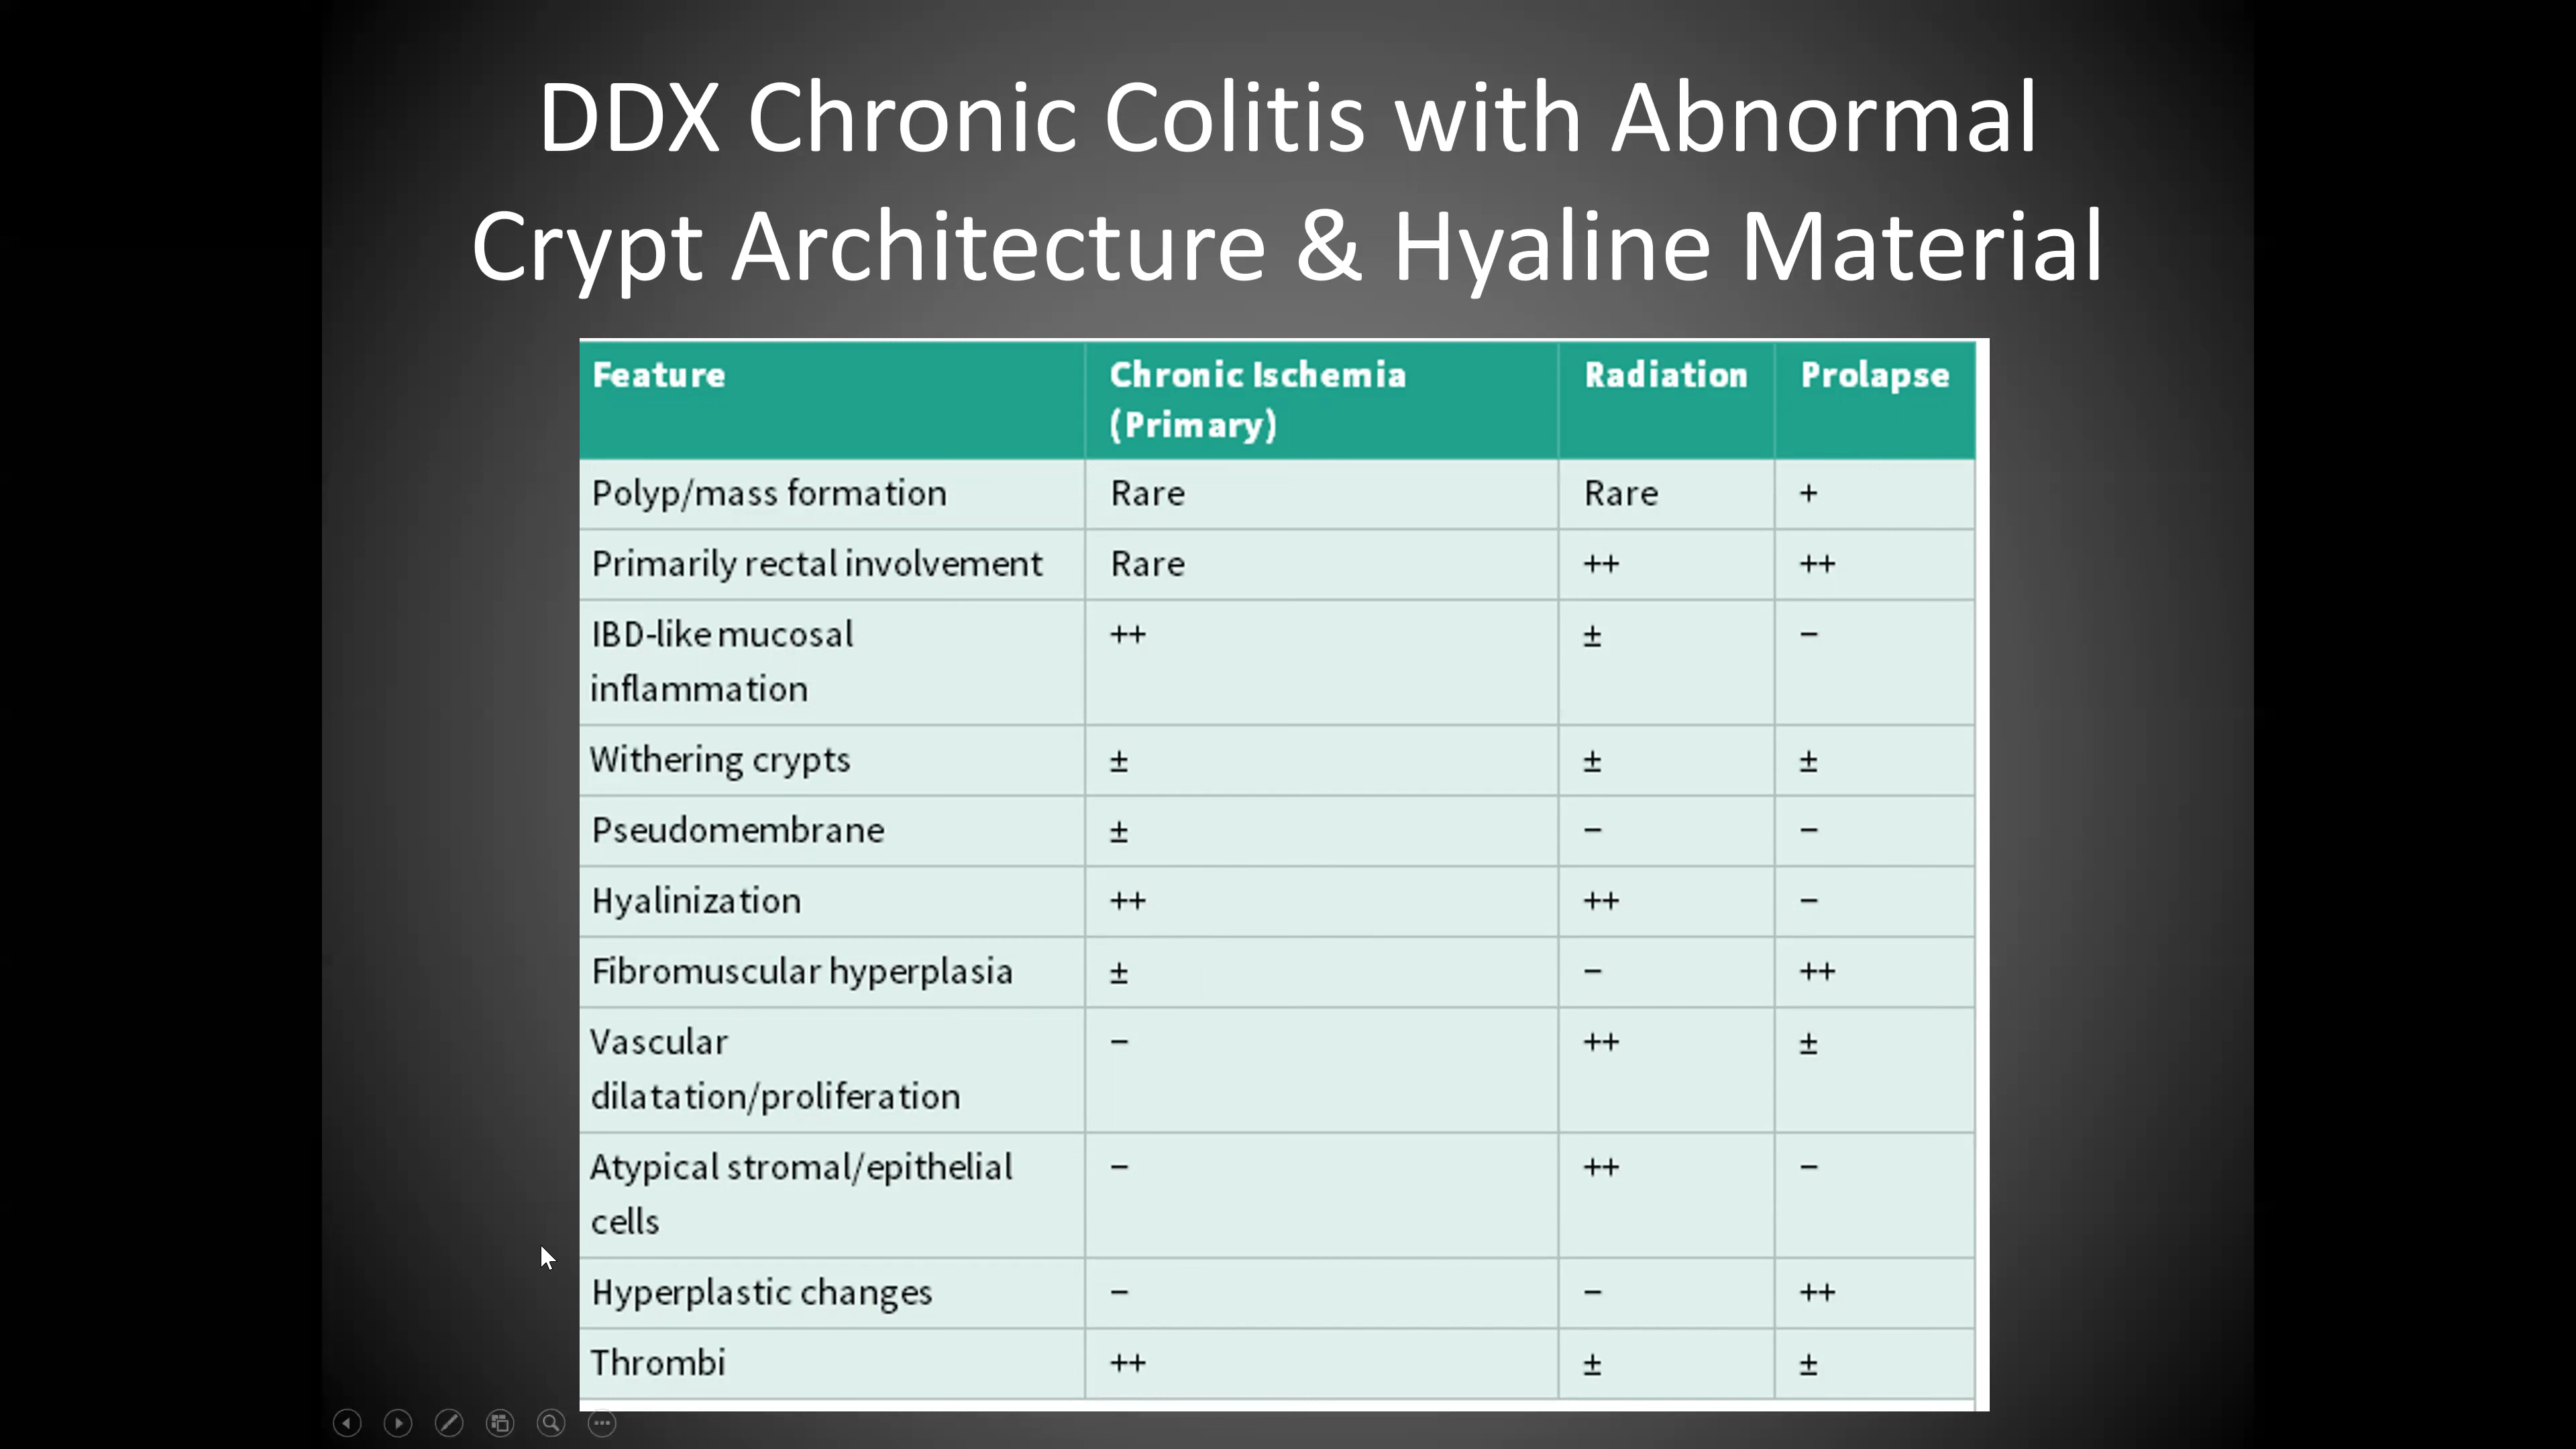 DDX Chronic Colitis with Abnormal
Crypt Architecture & Hyaline Material
Feature Chronic Ischemia (Primary) Radiation Prolapse
Polyp/mass formation Rare Rare +
Primarily rectal involvement Rare ++ ++
IBD-like mucosal inflammation ++ ± −
Withering crypts ± ± ±
Pseudomembrane ± − −
Hyalinization ++ ++ −
Fibromuscular hyperplasia ± − ++
Vascular dilatation/proliferation − ++ ±
Atypical stromal/epithelial cells − ++ −
Hyperplastic changes − − ++
Thrombi ++ ± ±